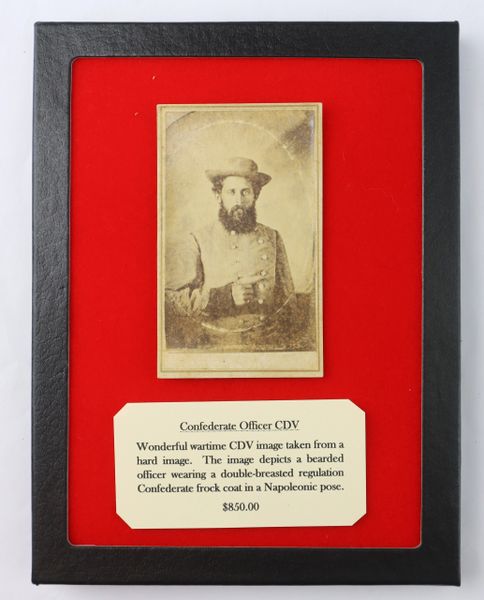 Confederate Officer CDV
Wonderful wartime CDV image taken from a
hard image. The image depicts a bearded
officer wearing a double-breasted regulation
Confederate frock coat in a Napoleonic pose.
$850.00